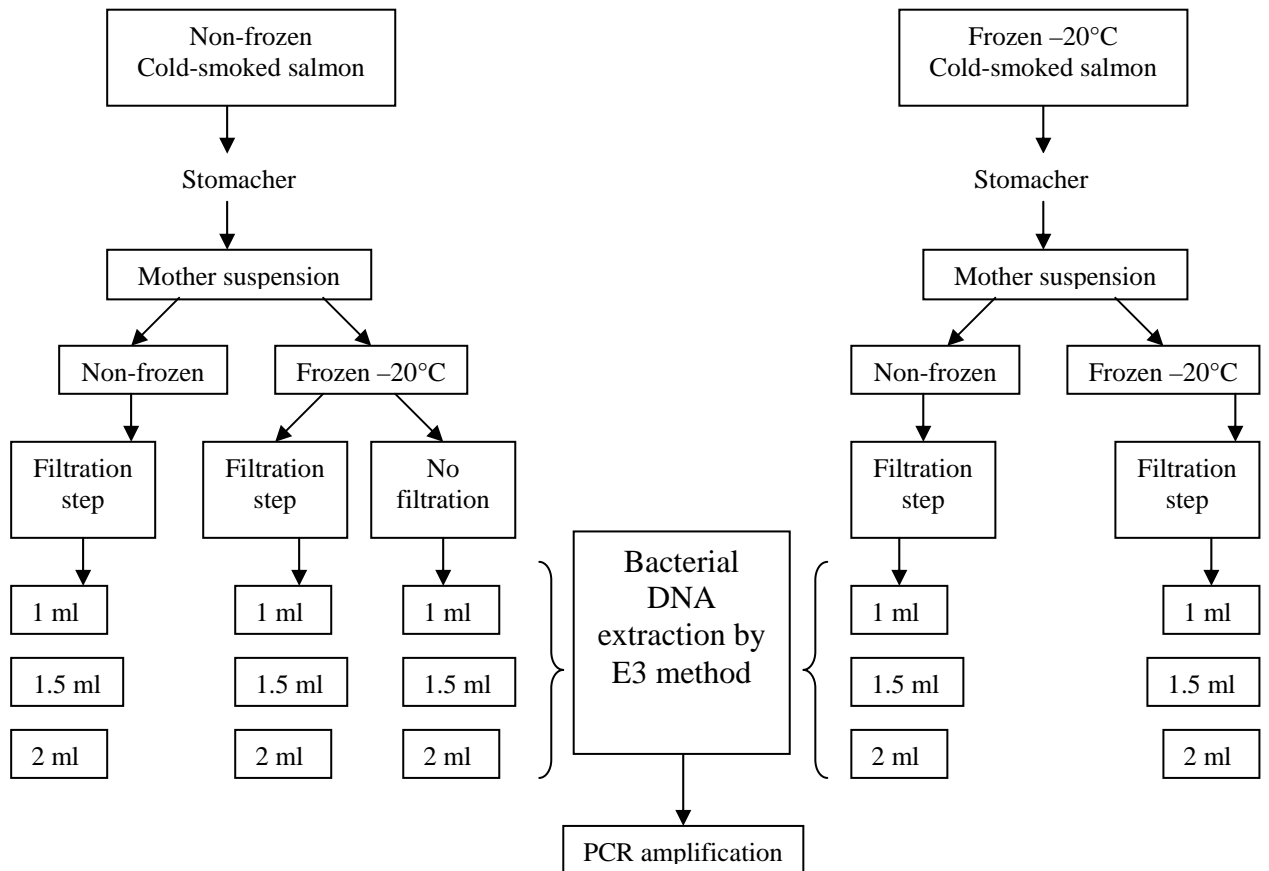 Non-frozen
Cold-smoked salmon
Frozen –20°C
Cold-smoked salmon
Stomacher
Stomacher
Mother suspension
Mother suspension
Non-frozen
Frozen –20°C
Non-frozen
Frozen –20°C
Filtration
step
Filtration
step
No
filtration
Filtration
step
Filtration
step
Bacterial
DNA
extraction by
E3 method
1 ml
1 ml
1 ml
1 ml
1 ml
1.5 ml
1.5 ml
1.5 ml
1.5 ml
1.5 ml
2 ml
2 ml
2 ml
2 ml
2 ml
PCR amplification